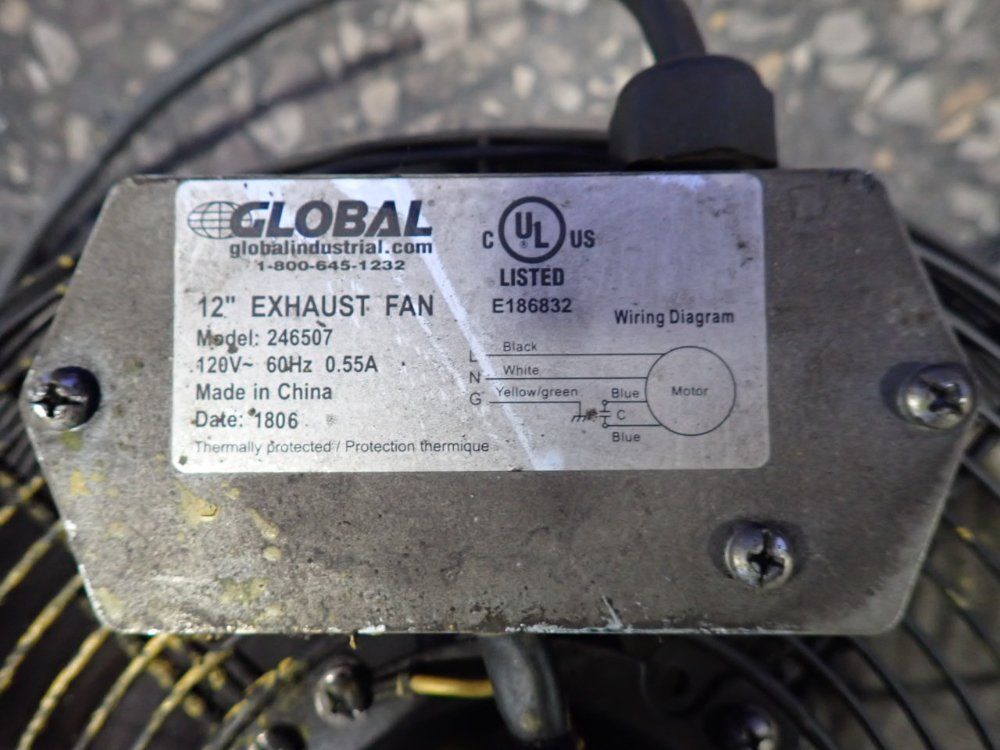 GLOBAL
globalindustrial.com
1-800-645-1232
C UL ® US
LISTED
E186832
12" EXHAUST FAN
Model: 246507
120V~ 60Hz 0.55A
Made in China
Date: 1806
Thermally protected / Protection thermique
Wiring Diagram
L Black
N White
G Yellow/green
Blue
C
Blue
Motor